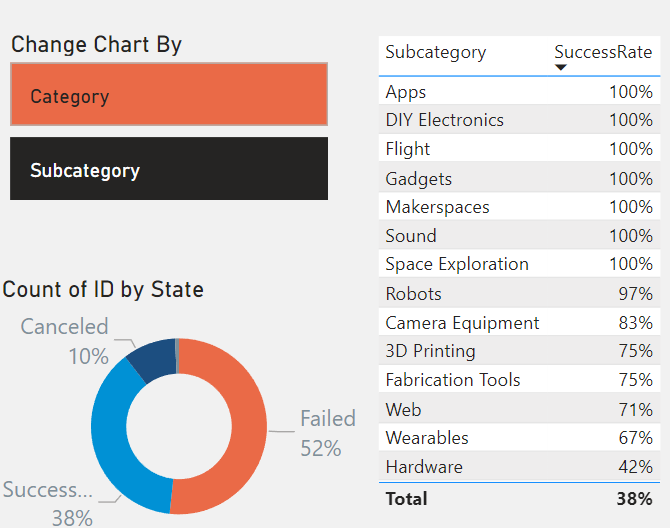 Change Chart By
Category
Subcategory
Count of ID by State
Canceled
10%
Failed
52%
Success...
38%
Subcategory SuccessRate
Apps 100%
DIY Electronics 100%
Flight 100%
Gadgets 100%
Makerspaces 100%
Sound 100%
Space Exploration 100%
Robots 97%
Camera Equipment 83%
3D Printing 75%
Fabrication Tools 75%
Web 71%
Wearables 67%
Hardware 42%
Total 38%